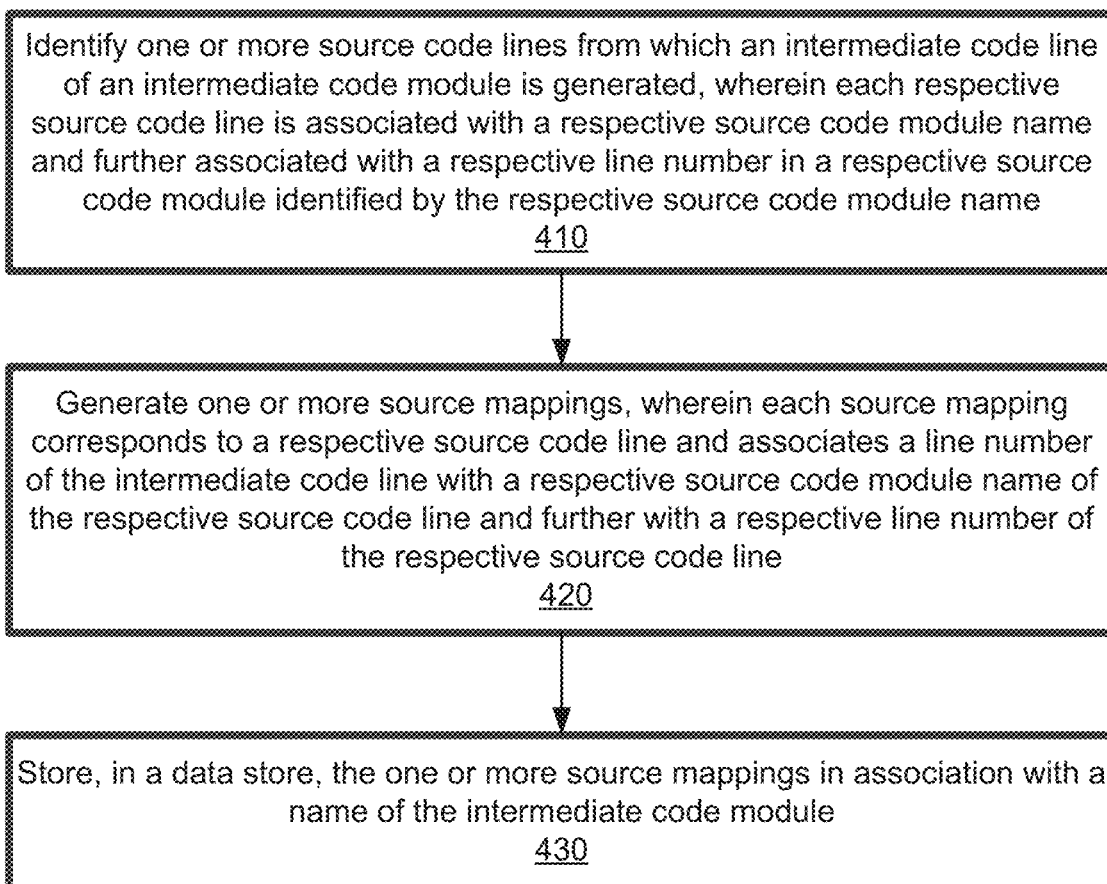 Identify one or more source code lines from which an intermediate code line
of an intermediate code module is generated, wherein each respective
source code line is associated with a respective source code module name
and further associated with a respective line number in a respective source
code module identified by the respective source code module name
410
Generate one or more source mappings, wherein each source mapping
corresponds to a respective source code line and associates a line number
of the intermediate code line with a respective source code module name of
the respective source code line and further with a respective line number of
the respective source code line
420
Store, in a data store, the one or more source mappings in association with a
name of the intermediate code module
430